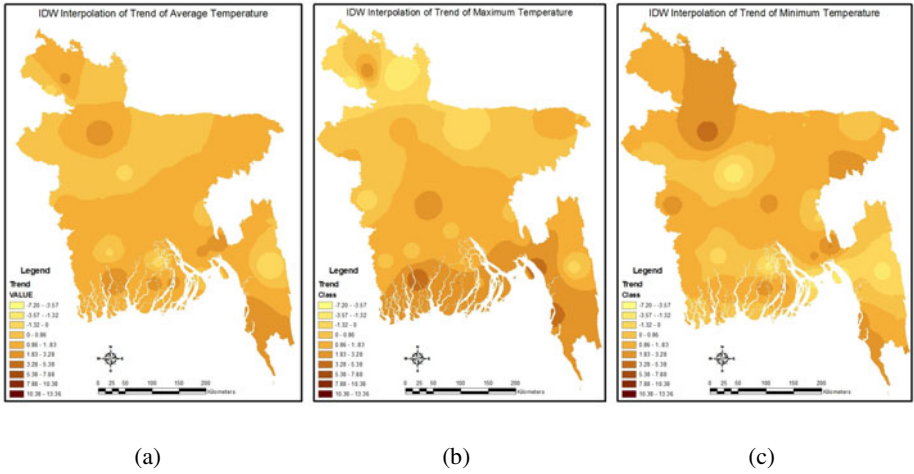 IDW Interpolation of Trend of Average Temperature
Legend
Trend
VALUE
-7.20 - -3.57
-3.57 - -1.32
-1.32 - 0
0 - 0.86
0.86 - 1.83
1.83 - 3.28
3.28 - 5.38
5.38 - 7.88
7.88 - 10.38
10.38 - 13.36
0 25 50 100 150 200
Kilometers
(a)
IDW Interpolation of Trend of Maximum Temperature
Legend
Trend
Class
-7.20 - -3.57
-3.57 - -1.32
-1.32 - 0
0 - 0.86
0.86 - 1.83
1.83 - 3.28
3.28 - 5.38
5.38 - 7.88
7.88 - 10.38
10.38 - 13.36
0 25 50 100 150 200
Kilometers
(b)
IDW Interpolation of Trend of Minimum Temperature
Legend
Trend
Class
-7.20 - -3.57
-3.57 - -1.32
-1.32 - 0
0 - 0.86
0.86 - 1.83
1.83 - 3.28
3.28 - 5.38
5.38 - 7.88
7.88 - 10.38
10.38 - 13.36
0 25 50 100 150 200
Kilometers
(c)